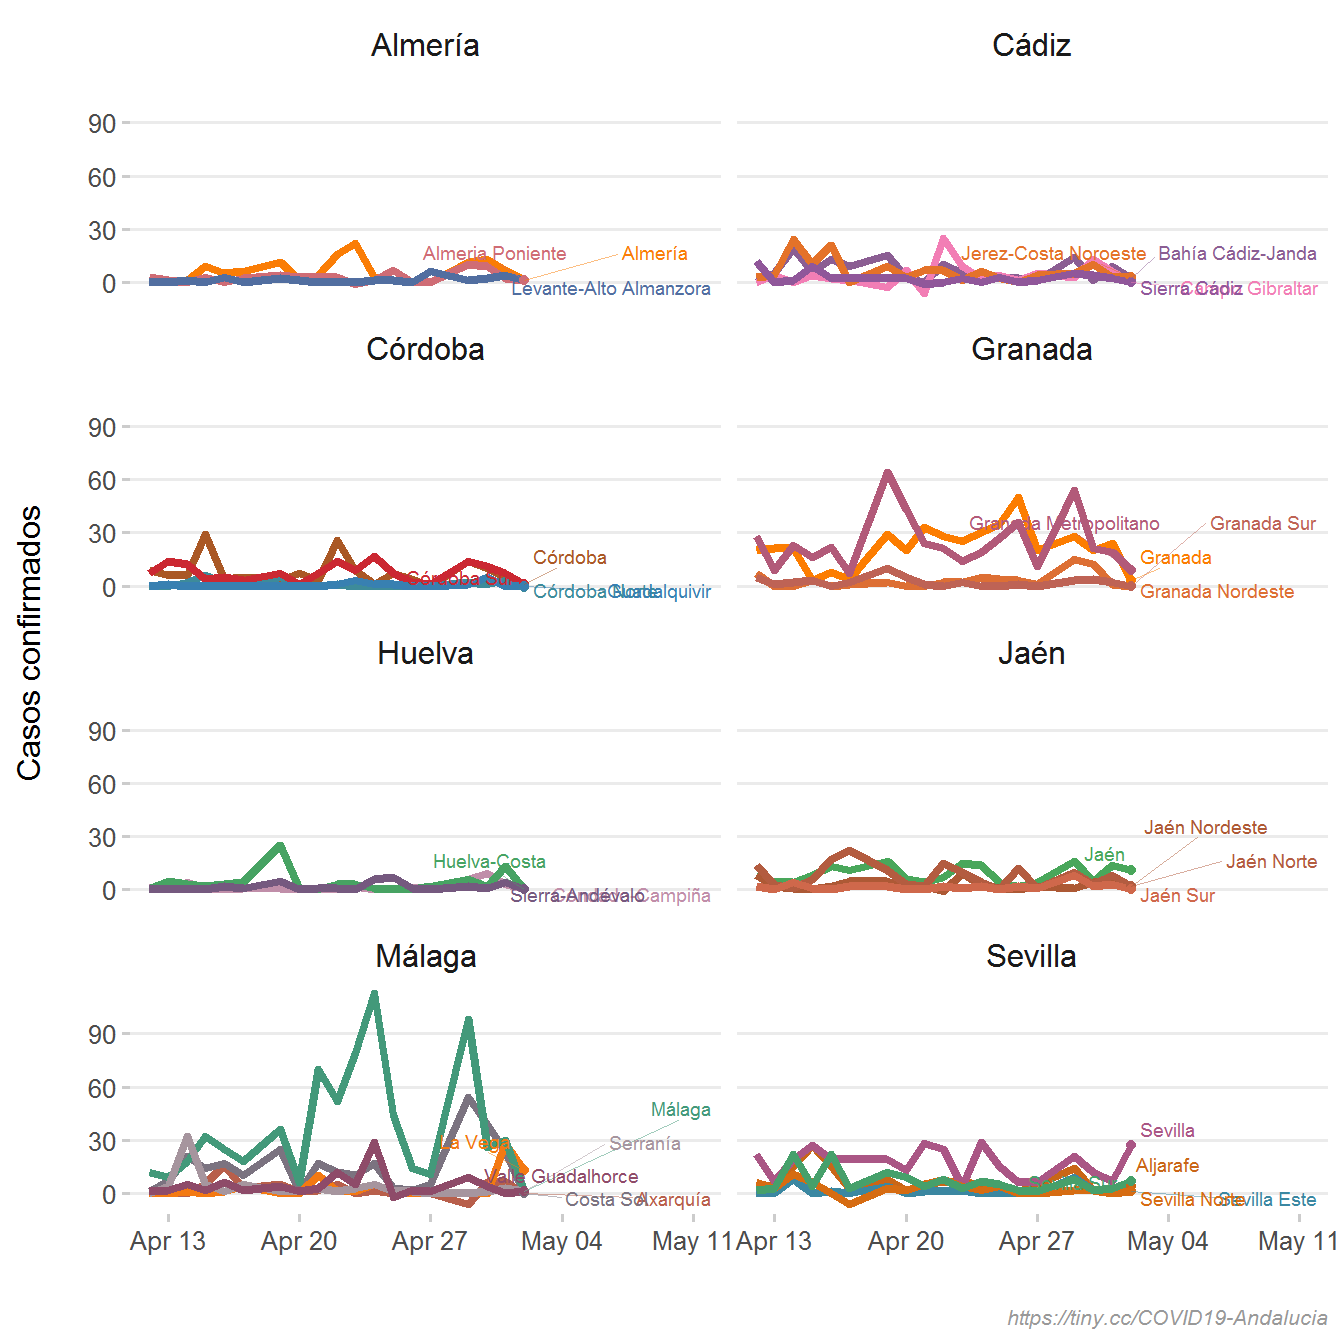 Almería
Cádiz
90
60
30
0
Almeria Poniente
Almería
Levante-Alto Almanzora
Jerez-Costa Noroeste
Bahía Cádiz-Janda
Sierra Cádiz
Campo Gibraltar
Córdoba
Granada
90
60
30
0
Córdoba
Córdoba Sur
Córdoba Norte
Guadalquivir
Granada Metropolitano
Granada Sur
Granada
Granada Nordeste
Casos confirmados
Huelva
Jaén
90
60
30
0
Huelva-Costa
Sierra-Andévalo
Jaén Nordeste
Jaén
Jaén Norte
Jaén Sur
Málaga
Sevilla
90
60
30
0
Málaga
La Vega
Serranía
Valle Guadalhorce
Costa Sol
Axarquía
Sevilla
Aljarafe
Sevilla Norte
Sevilla Este
Apr 13
Apr 20
Apr 27
May 04
May 11
Apr 13
Apr 20
Apr 27
May 04
May 11
https://tiny.cc/COVID19-Andalucia